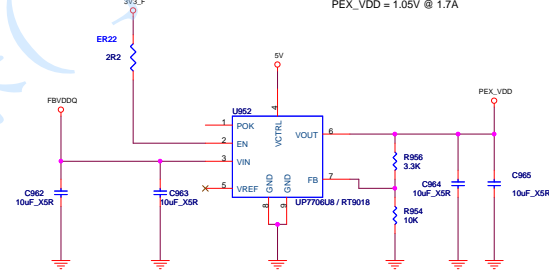 3V3_F
PEX_VDD = 1.05V @ 1.7A
ER22
2R2
5V
FBVDDQ
PEX_VDD
U952
1 POK
2 EN
3 VIN
5 VREF
4 VCTRL
VOUT 6
FB 7
GND 8
GND 9
UP7706U8 / RT9018
R956
3.3K
R954
10K
C962
10uF_X5R
C963
10uF_X5R
C964
10uF_X5R
C965
10uF_X5R